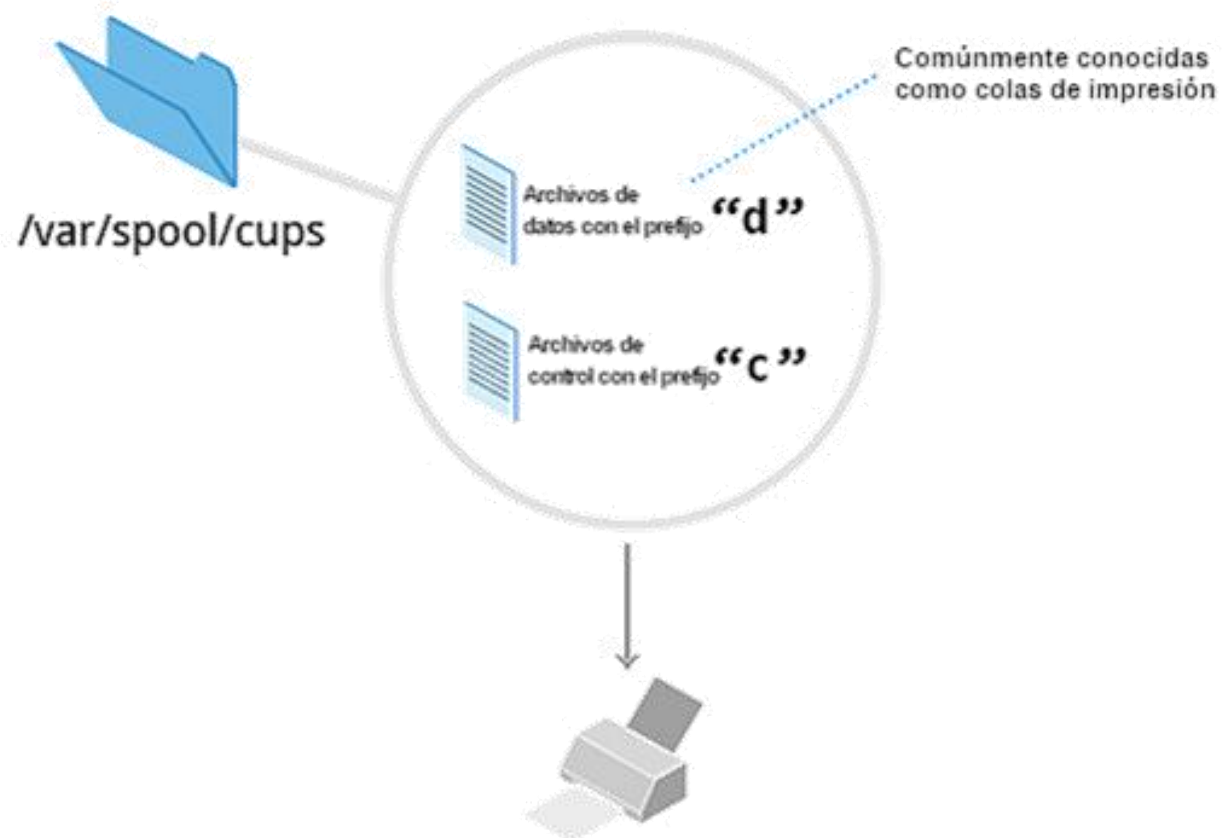 /var/spool/cups
Comúnmente conocidas
como colas de impresión
Archivos de
datos con el prefijo “d”
Archivos de
control con el prefijo “c”